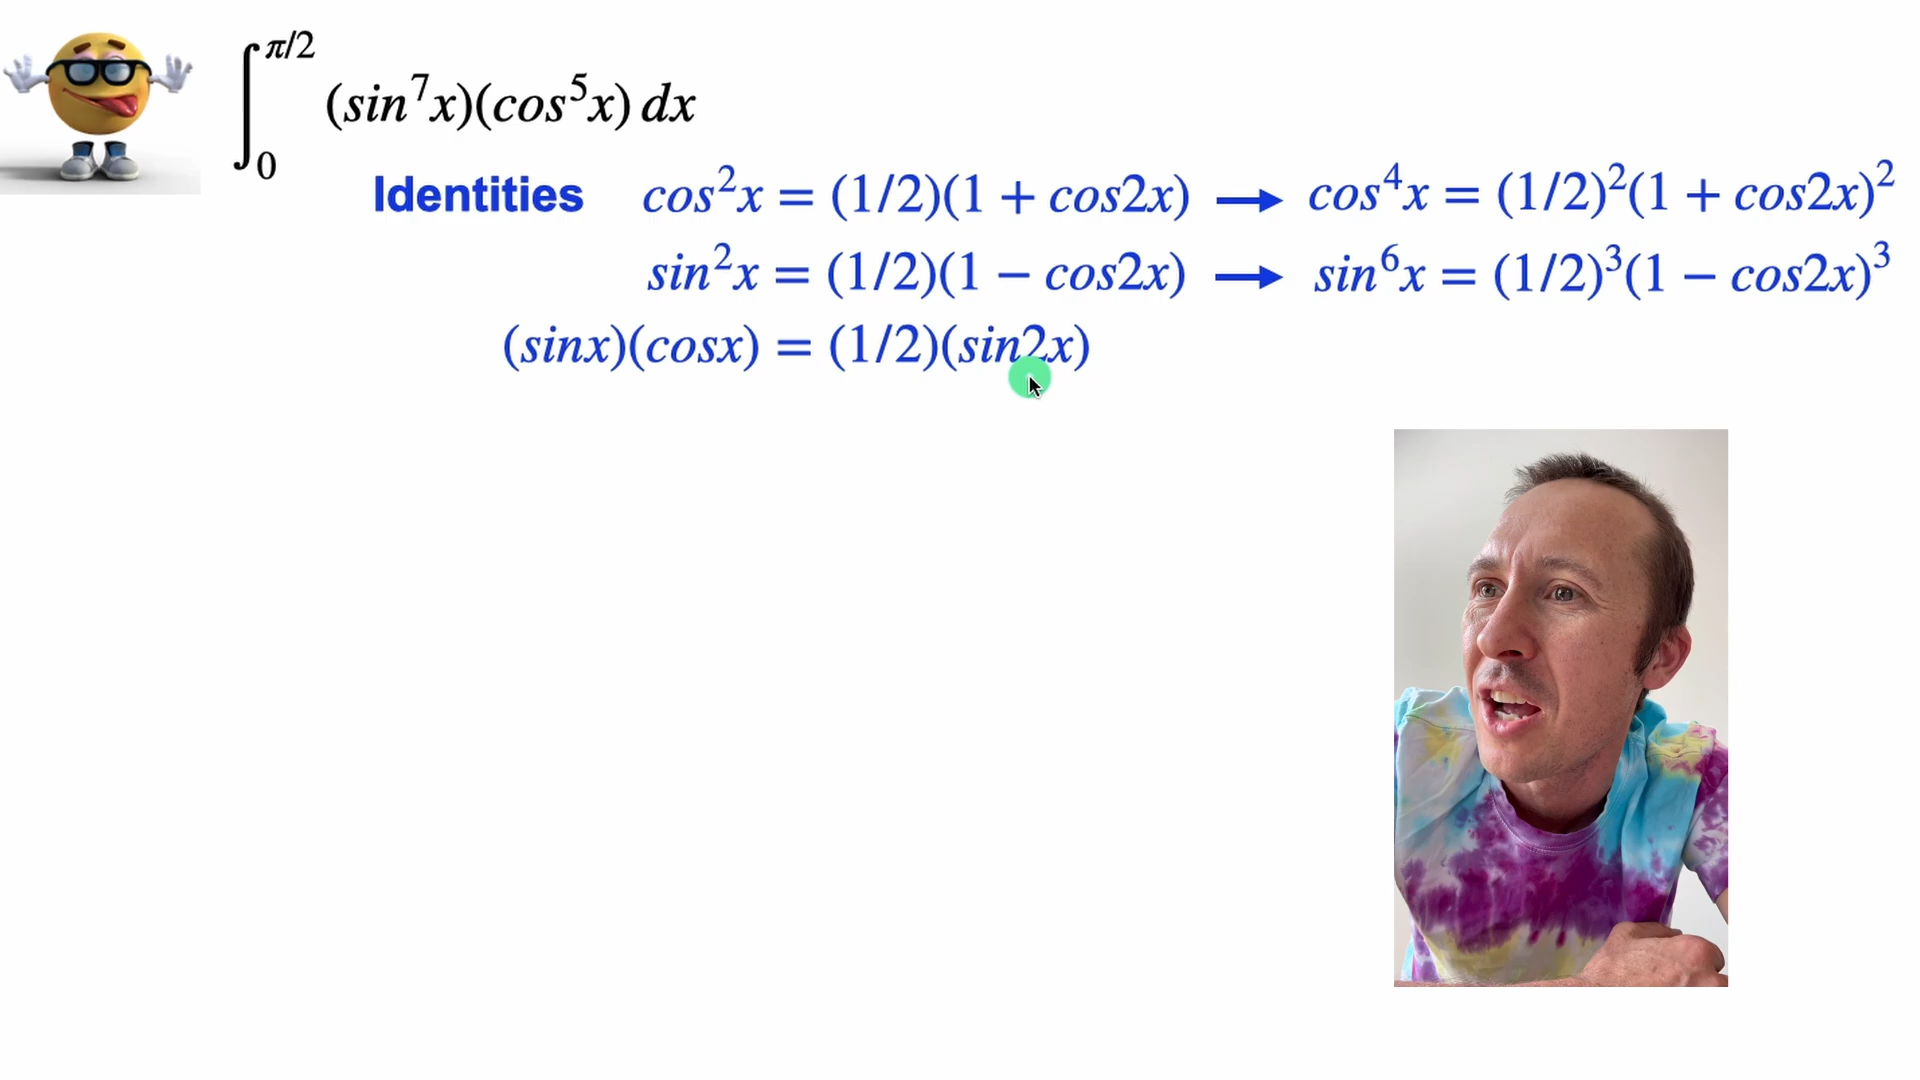 ∫₀^π/2 (sin⁷x)(cos⁵x) dx
Identities cos²x = (1/2)(1 + cos2x) → cos⁴x = (1/2)²(1 + cos2x)²
sin²x = (1/2)(1 − cos2x) → sin⁶x = (1/2)³(1 − cos2x)³
(sinx)(cosx) = (1/2)(sin2x)